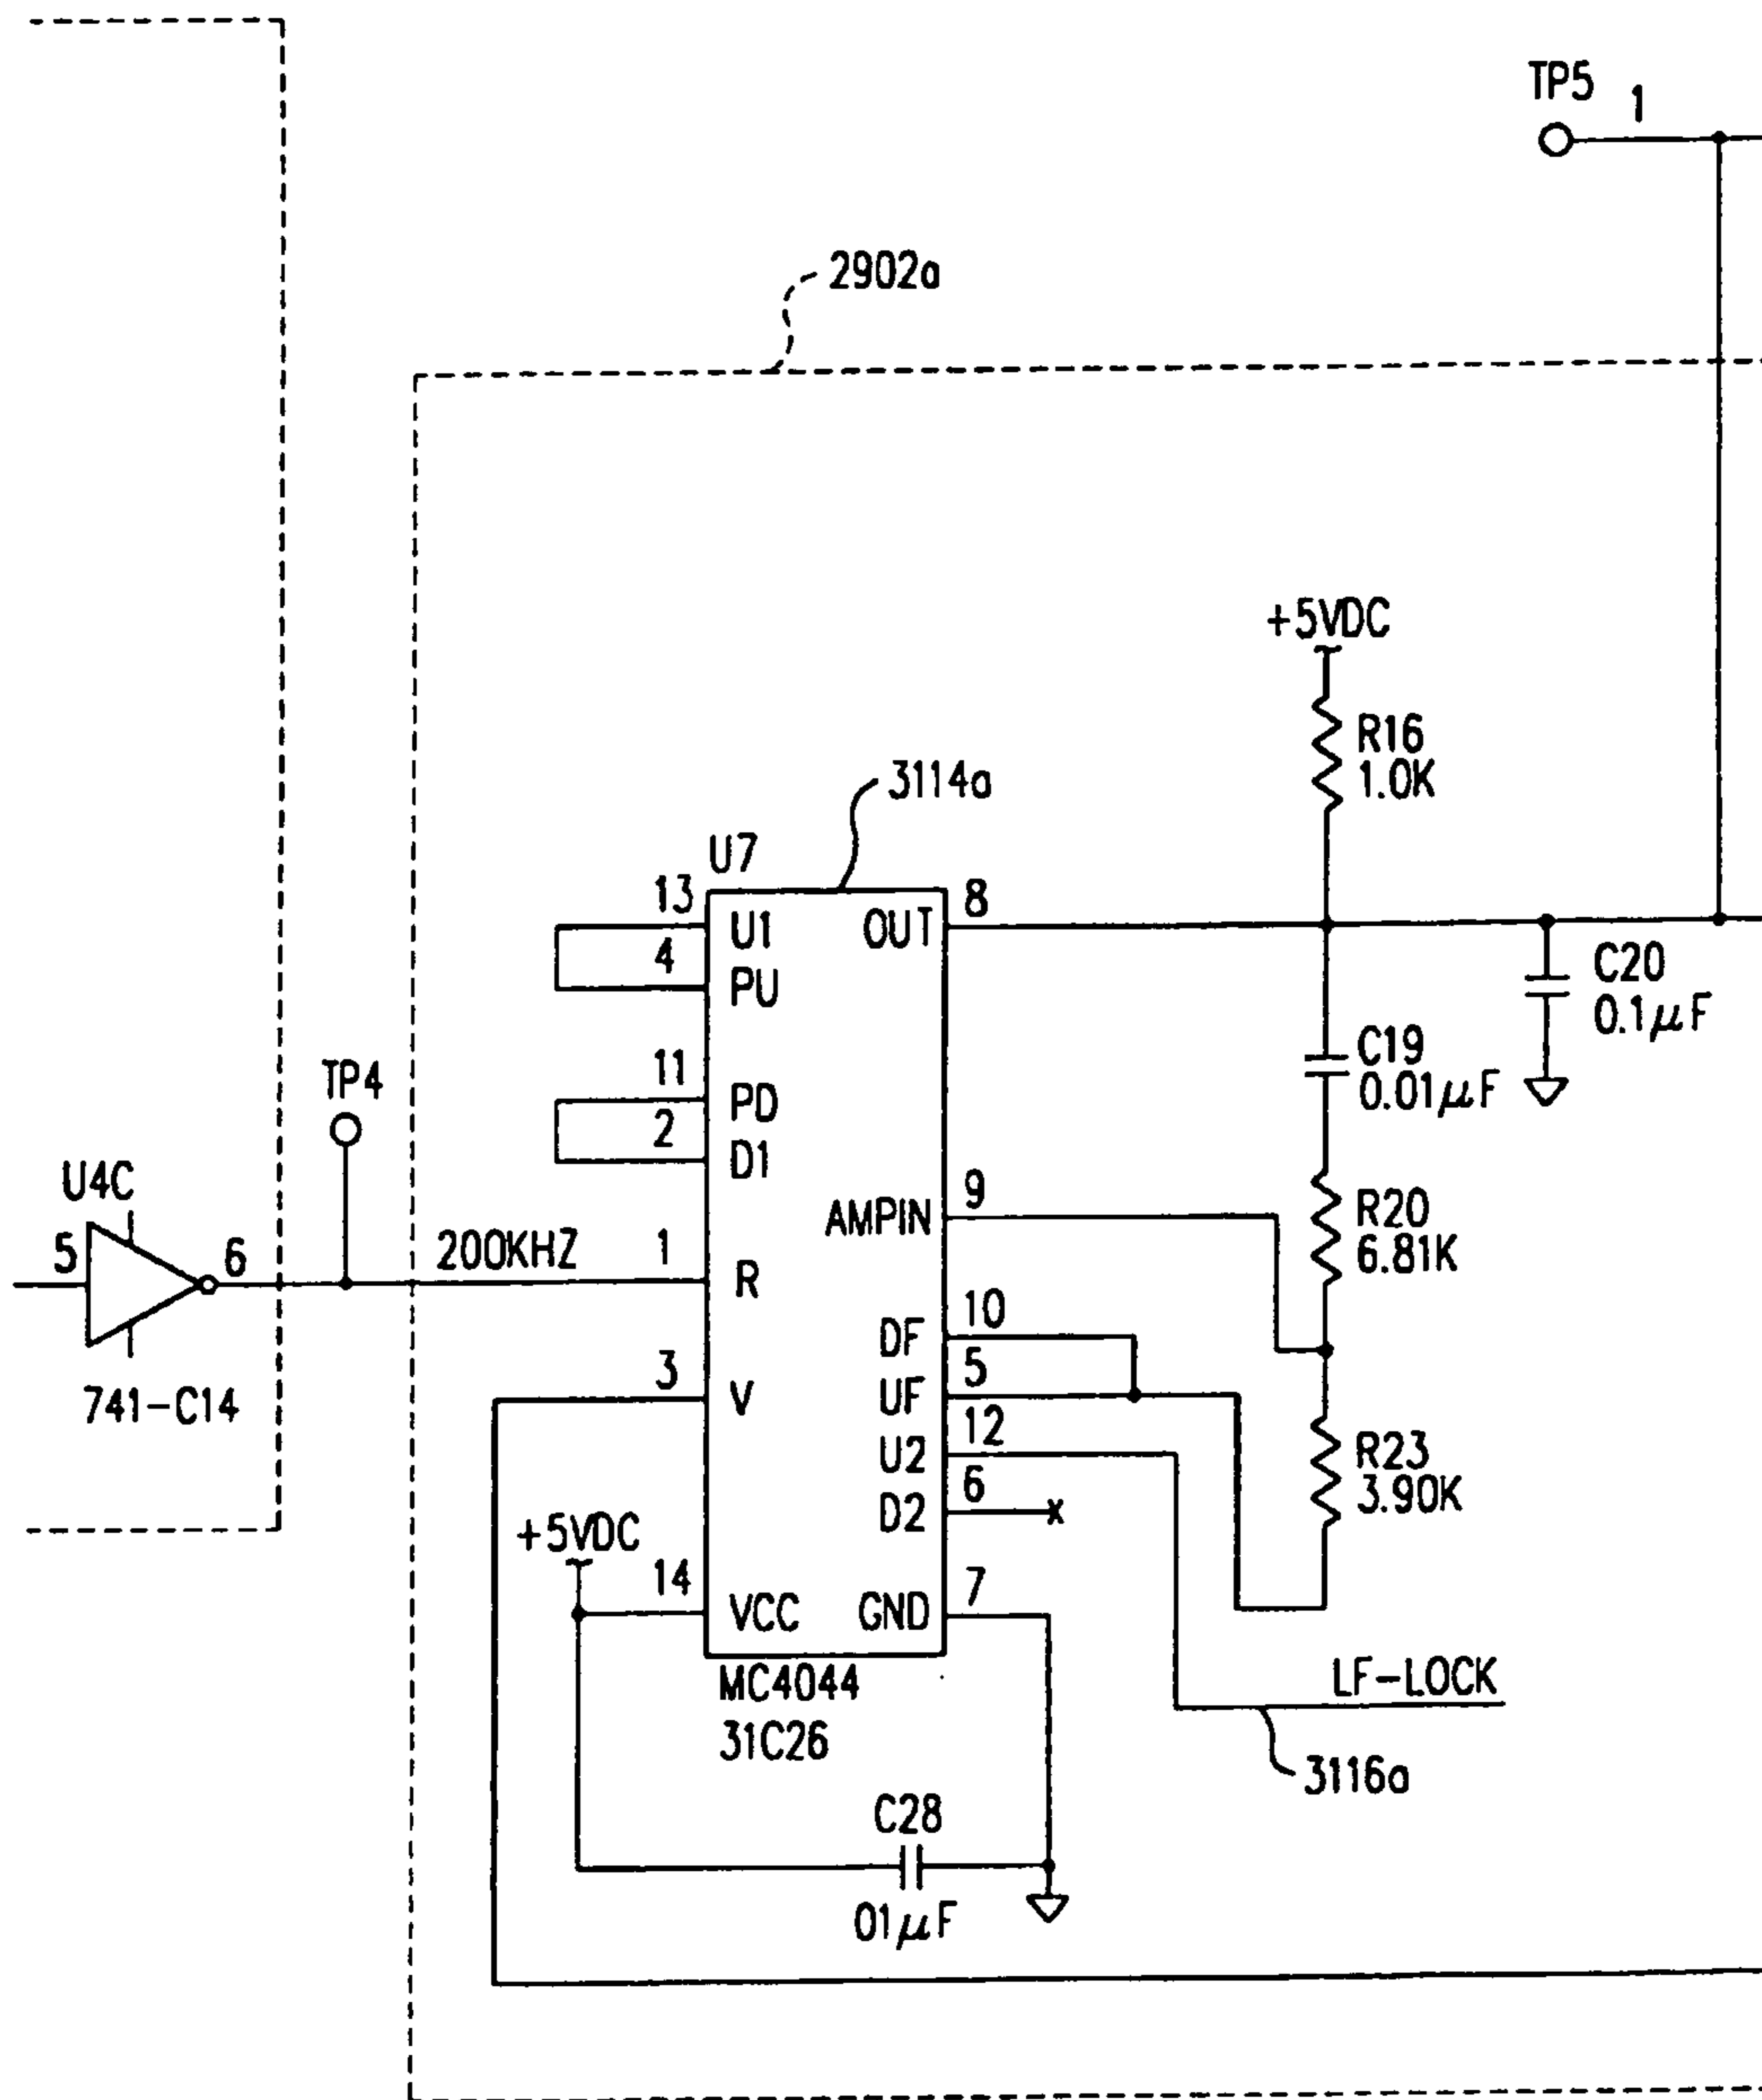 TP5
1
2902a
+5VDC
R16
1.0K
3114a
U7
13
U1
OUT
8
4
PU
C20
0.1μF
C19
0.01μF
11
PD
2
D1
TP4
U4C
5
6
200KHZ
1
R
AMPIN
9
R20
6.81K
DF
10
3
V
UF
5
741-C14
U2
12
R23
3.90K
D2
6
+5VDC
14
VCC
GND
7
MC4044
31C26
LF-LOCK
3116a
C28
01μF